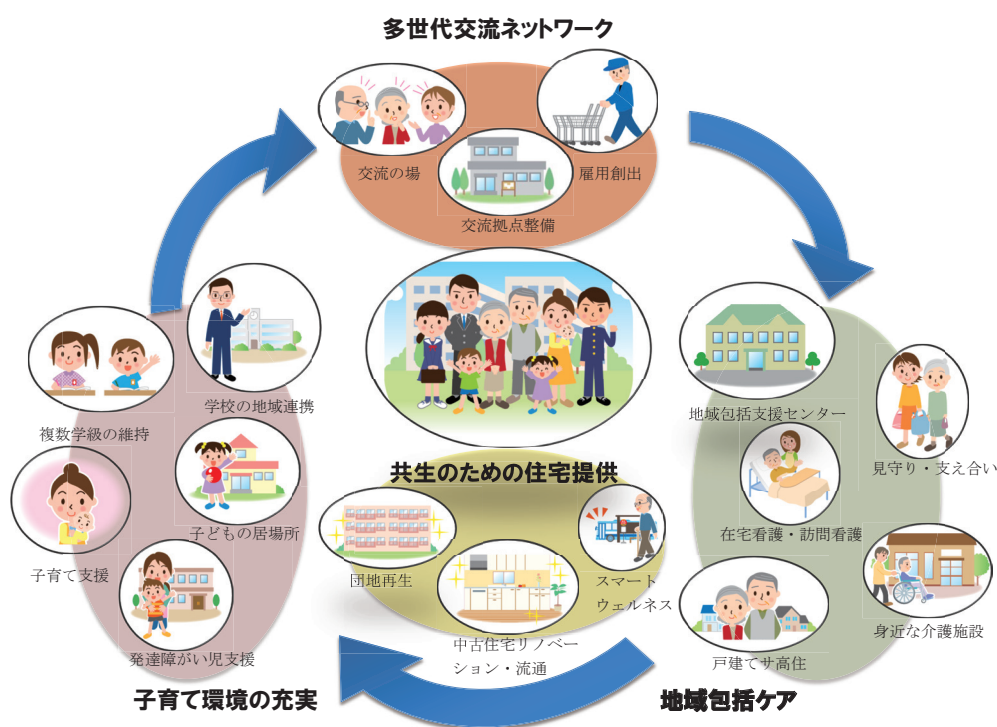 多世代交流ネットワーク
交流の場
雇用創出
交流拠点整備
学校の地域連携
複数学級の維持
子どもの居場所
子育て支援
発達障がい児支援
子育て環境の充実
共生のための住宅提供
団地再生
スマート
ウェルネス
中古住宅リノベー
ション・流通
地域包括支援センター
見守り・支え合い
在宅看護・訪問看護
身近な介護施設
戸建てサ高住
地域包括ケア